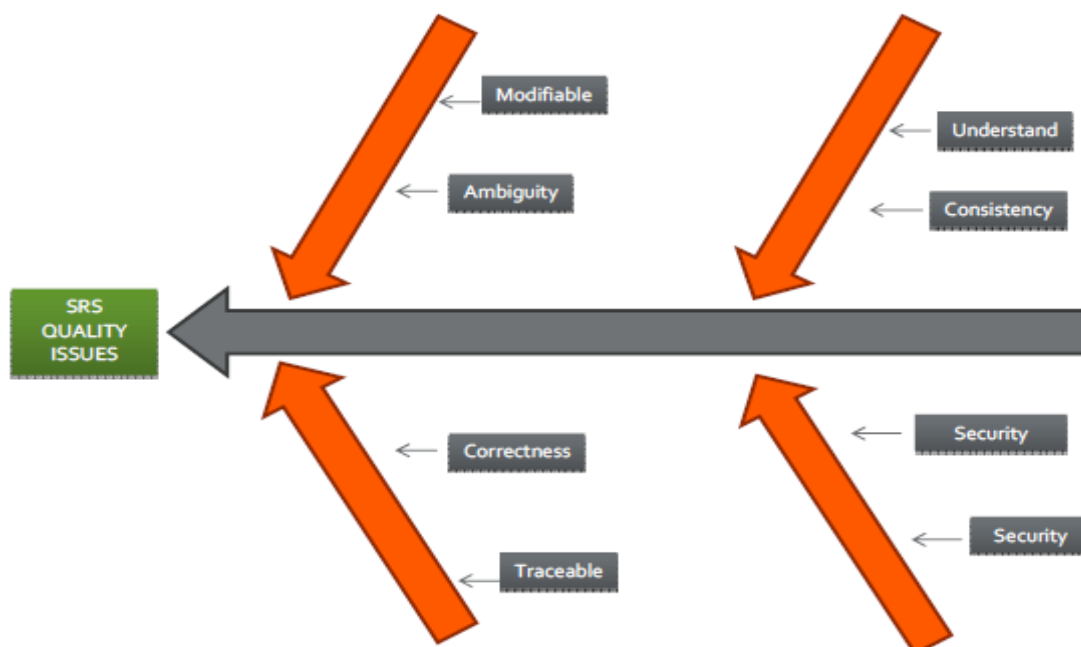 Modifiable
Understand
Ambiguity
Consistency
SRS
QUALITY
ISSUES
Correctness
Security
Traceable
Security